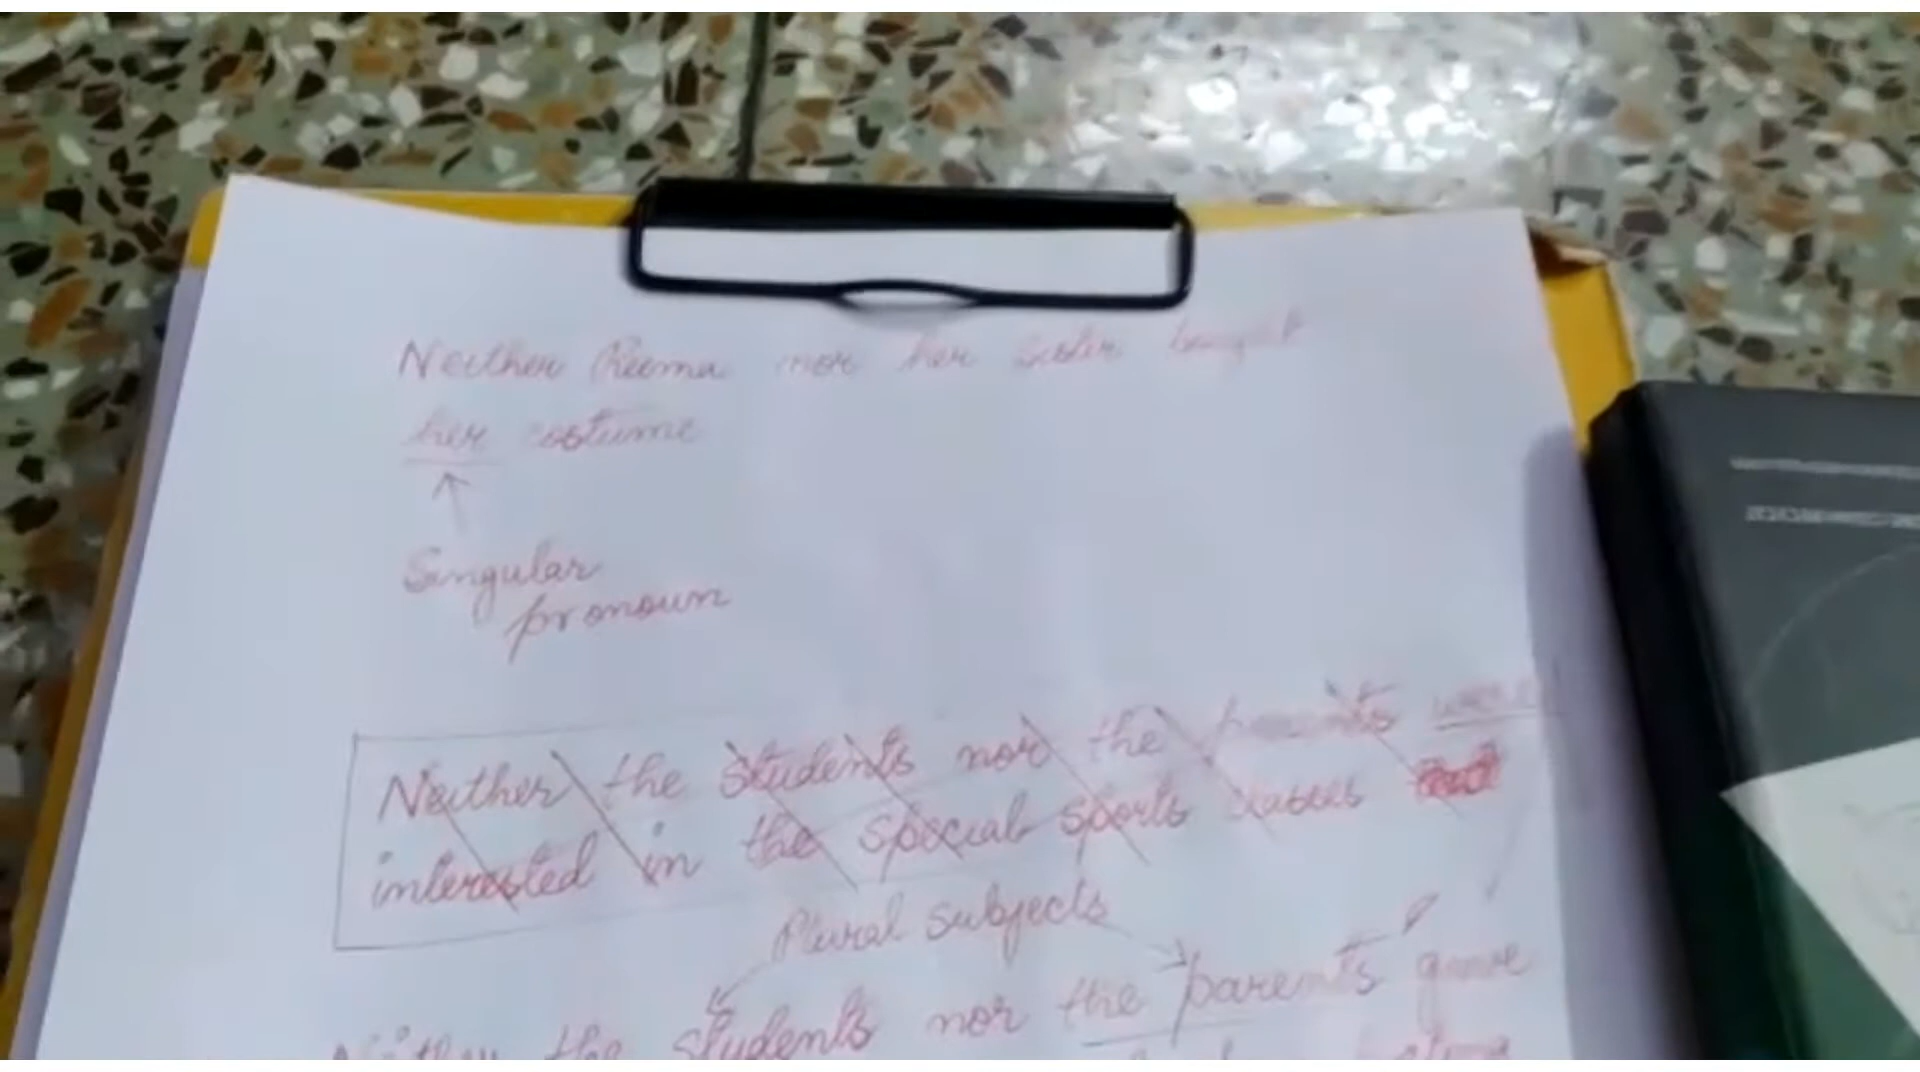 Neither Reema nor her sister bought
her costume
Singular
pronoun
Neither the students nor the parents were
interested in the special sports classes
Plural subjects
Neither the students nor the parents gave